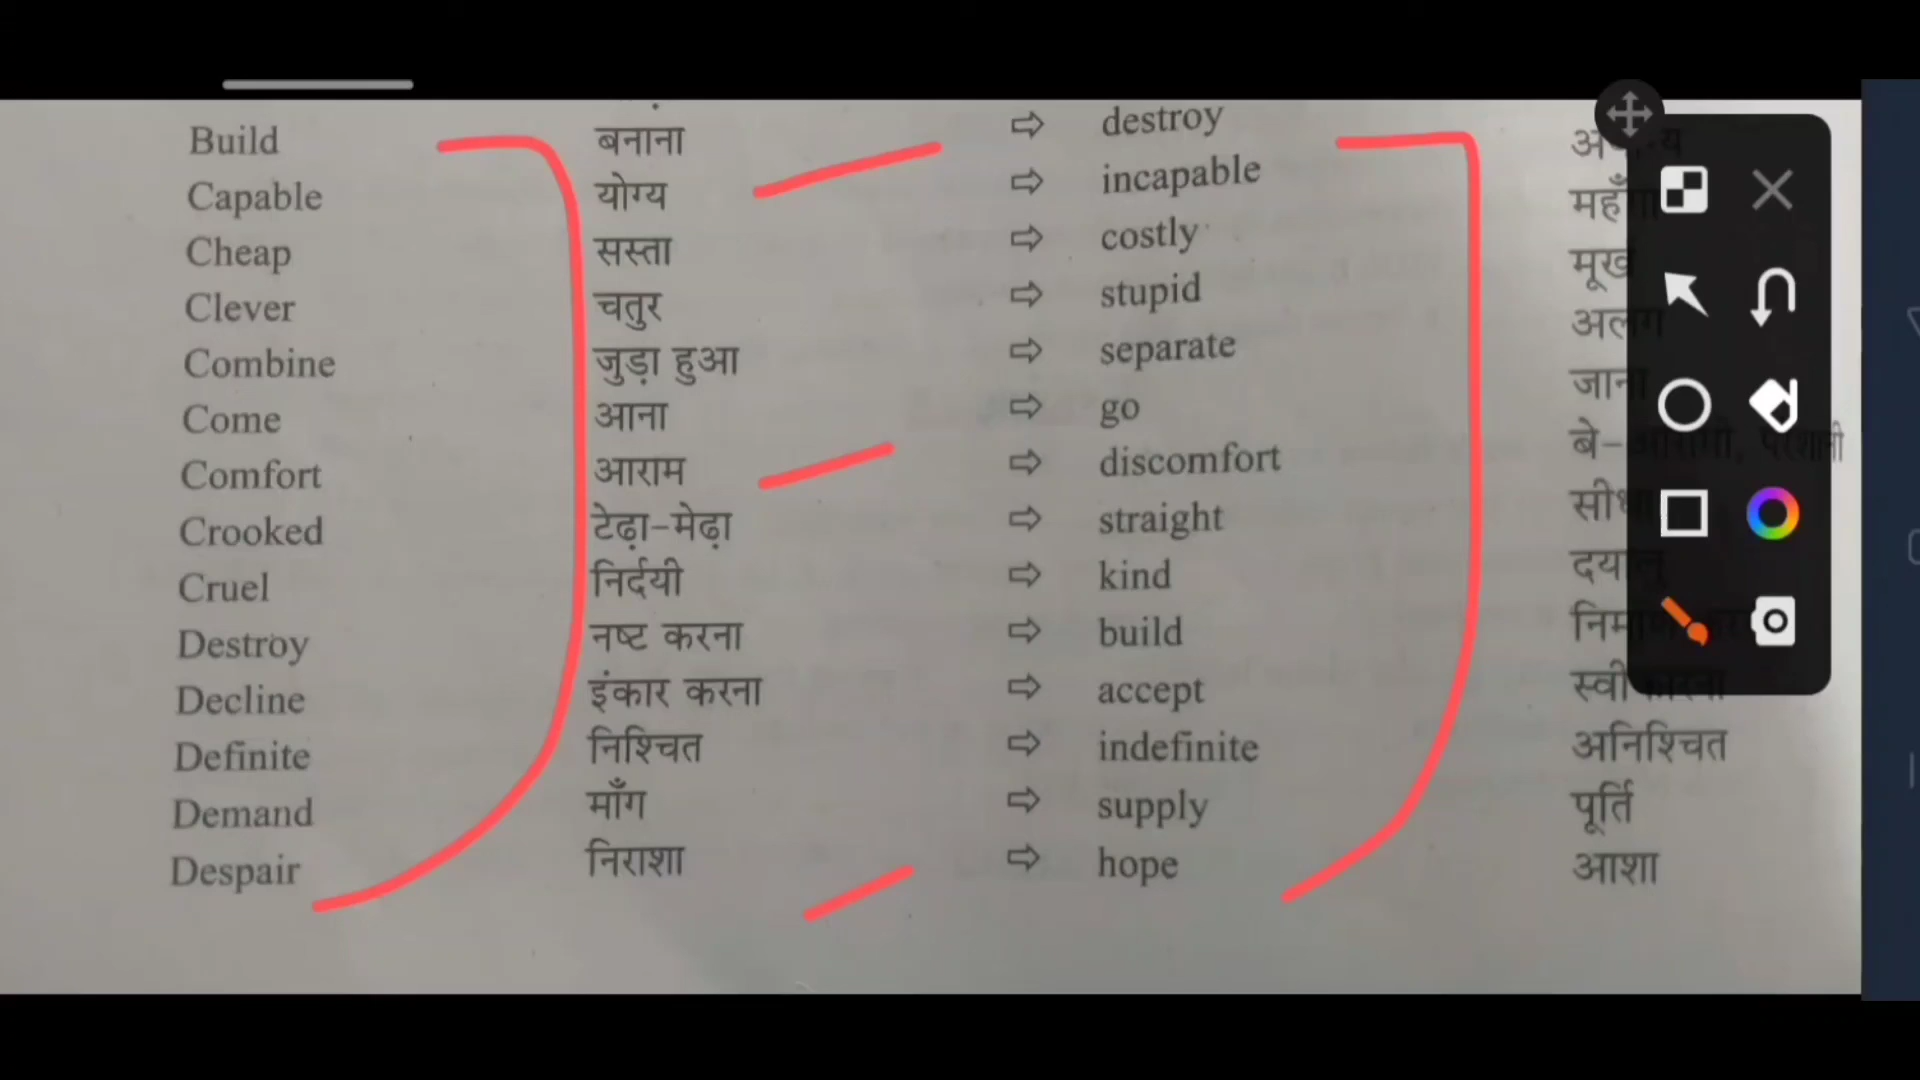 Build बनाना ⇨ destroy
Capable योग्य ⇨ incapable
Cheap सस्ता ⇨ costly
Clever चतुर ⇨ stupid
Combine जुड़ा हुआ ⇨ separate अलग
Come आना ⇨ go जाना
Comfort आराम ⇨ discomfort
Crooked टेढ़ा-मेढ़ा ⇨ straight
Cruel निर्दयी ⇨ kind
Destroy नष्ट करना ⇨ build
Decline इंकार करना ⇨ accept
Definite निश्चित ⇨ indefinite अनिश्चित
Demand माँग ⇨ supply पूर्ति
Despair निराशा ⇨ hope आशा